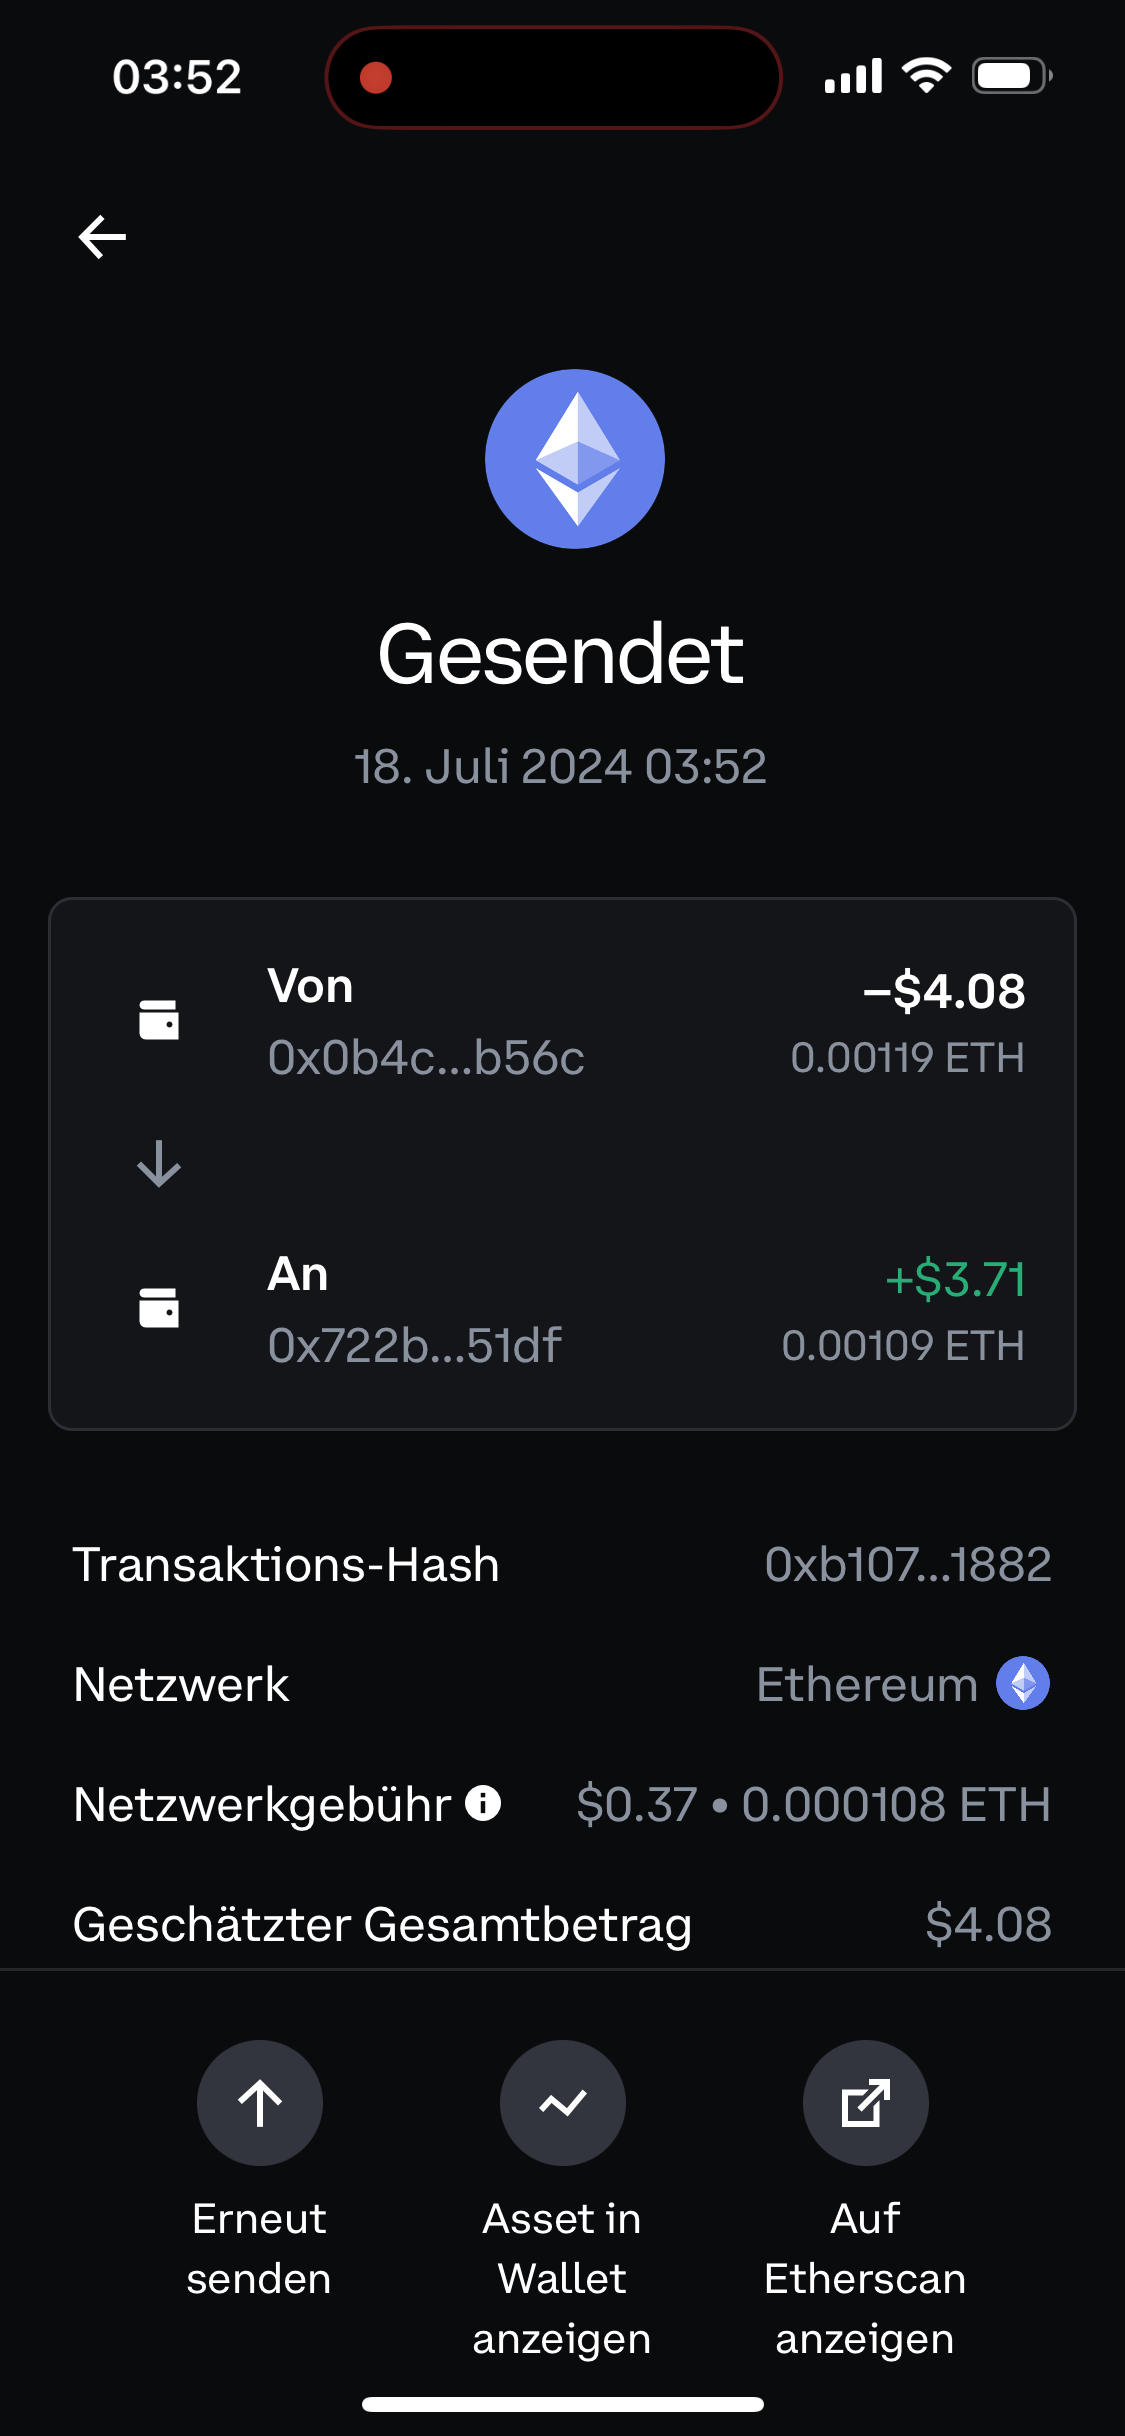 03:52
Gesendet
18. Juli 2024 03:52
Von
–$4.08
0x0b4c...b56c
0.00119 ETH
An
+$3.71
0x722b...51df
0.00109 ETH
Transaktions-Hash
0xb107...1882
Netzwerk
Ethereum
Netzwerkgebühr
$0.37 • 0.000108 ETH
Geschätzter Gesamtbetrag
$4.08
Erneut
senden
Asset in
Wallet
anzeigen
Auf
Etherscan
anzeigen